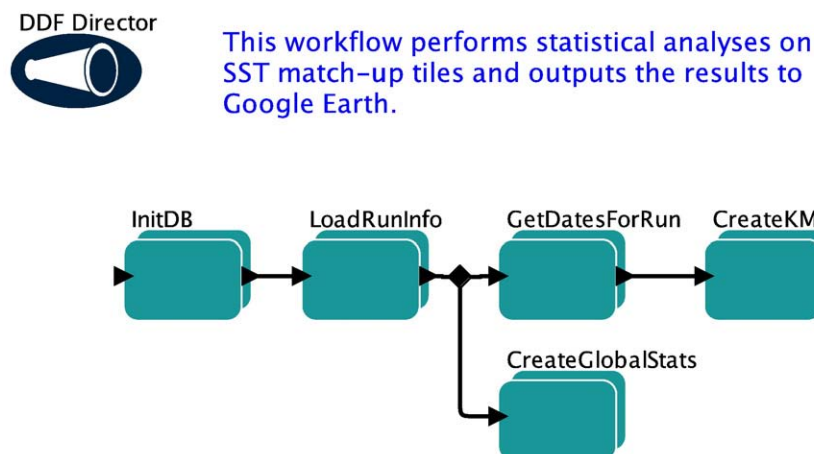 DDF Director
This workflow performs statistical analyses on
SST match-up tiles and outputs the results to
Google Earth.
InitDB
LoadRunInfo
GetDatesForRun
CreateGlobalStats